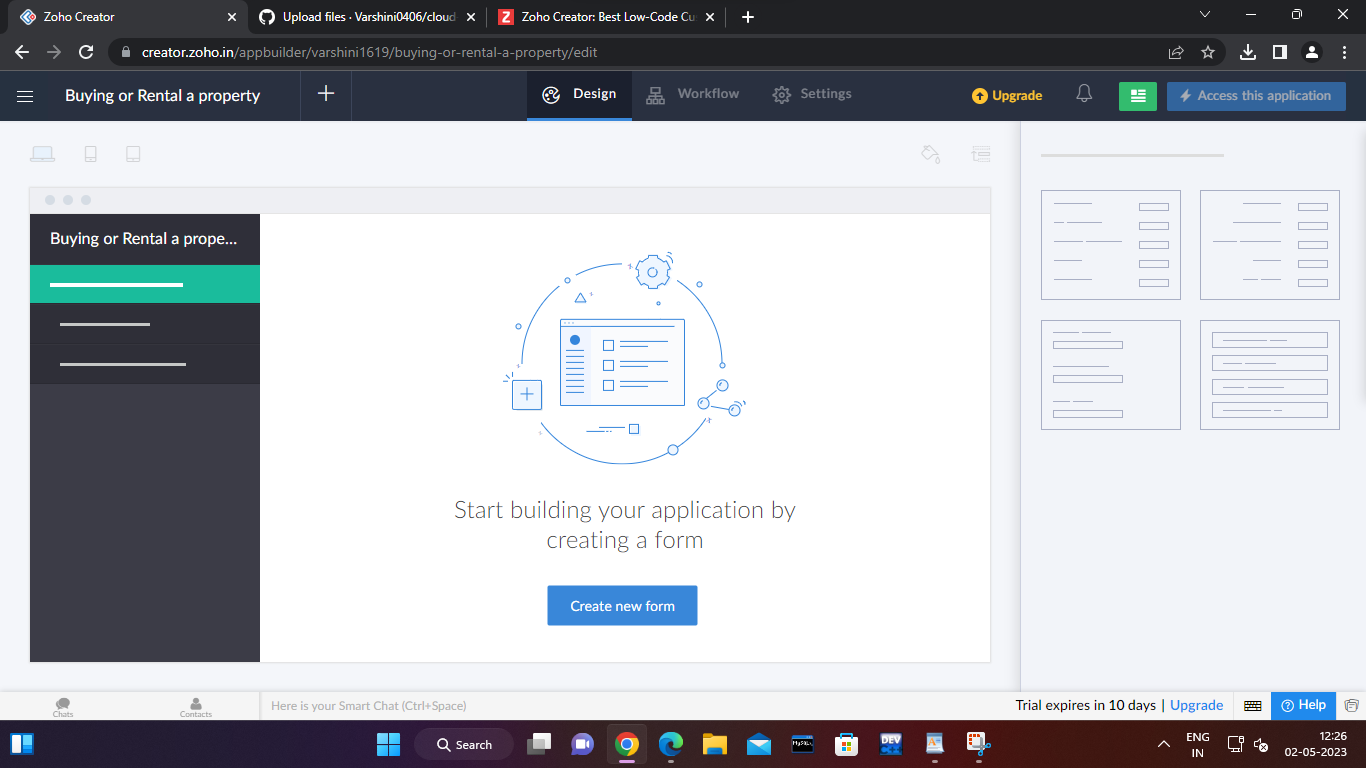 Zoho Creator
Upload files · Varshini0406/cloud
Zoho Creator: Best Low-Code Cu
creator.zoho.in/appbuilder/varshini1619/buying-or-rental-a-property/edit
Buying or Rental a property
Design
Workflow
Settings
Upgrade
Access this application
Buying or Rental a prope...
Start building your application by
creating a form
Create new form
Chats
Contacts
Here is your Smart Chat (Ctrl+Space)
Trial expires in 10 days | Upgrade
Help
Search
DEV
ENG
IN
12:26
02-05-2023